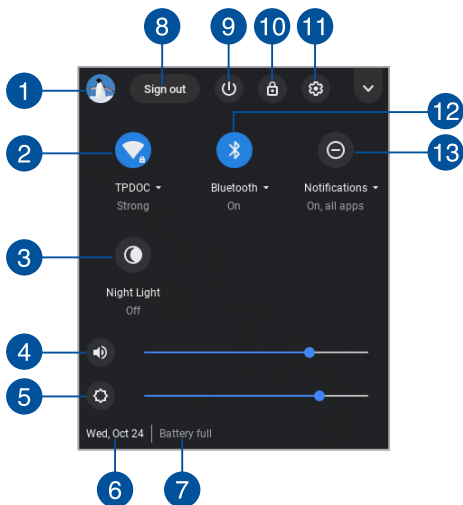 8
9
10
11
1
Sign out
12
2
13
TPDOC
Bluetooth
Notifications
Strong
On
On, all apps
3
Night Light
Off
4
5
Wed, Oct 24
Battery full
6
7